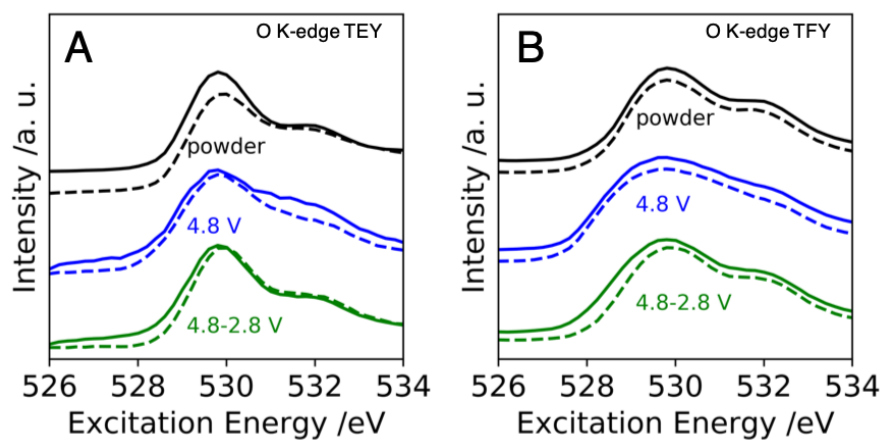 A
O K-edge TEY
powder
4.8 V
4.8-2.8 V
Intensity /a. u.
526 528 530 532 534
Excitation Energy /eV
B
O K-edge TFY
powder
4.8 V
4.8-2.8 V
Intensity /a. u.
526 528 530 532 534
Excitation Energy /eV